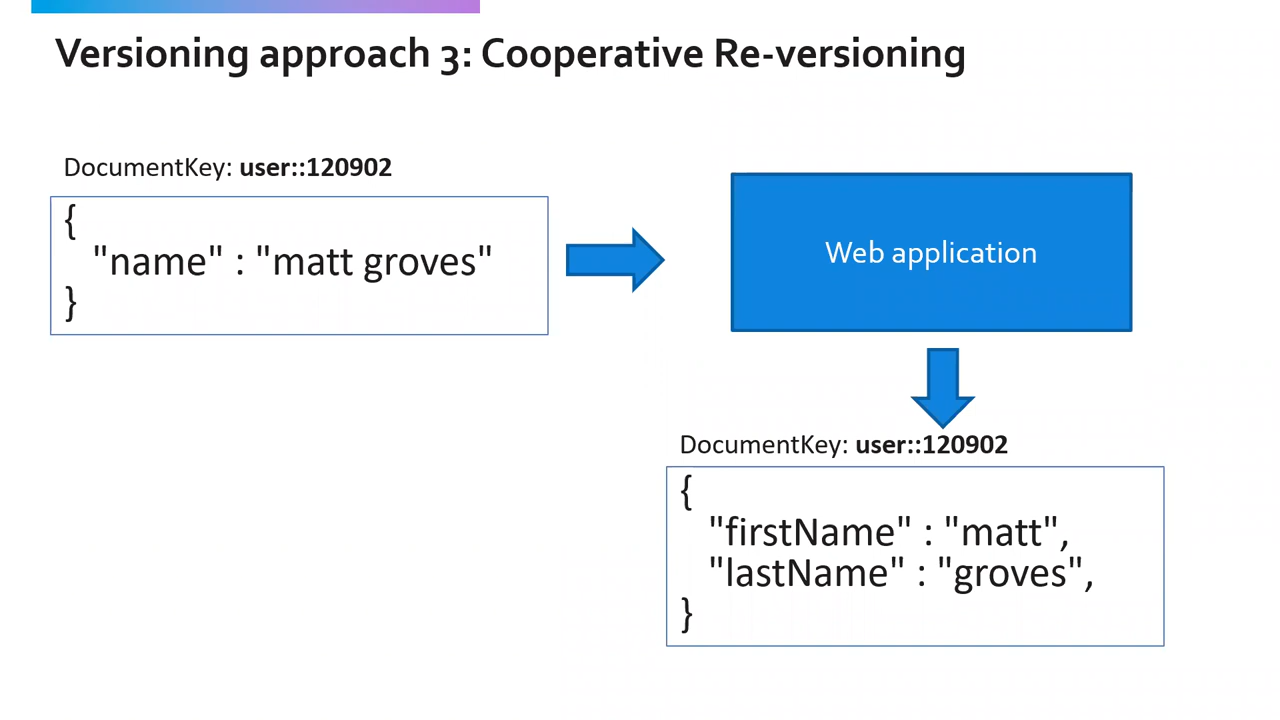 Versioning approach 3: Cooperative Re-versioning
DocumentKey: user::120902
{
"name" : "matt groves"
}
Web application
DocumentKey: user::120902
{
"firstName" : "matt",
"lastName" : "groves",
}